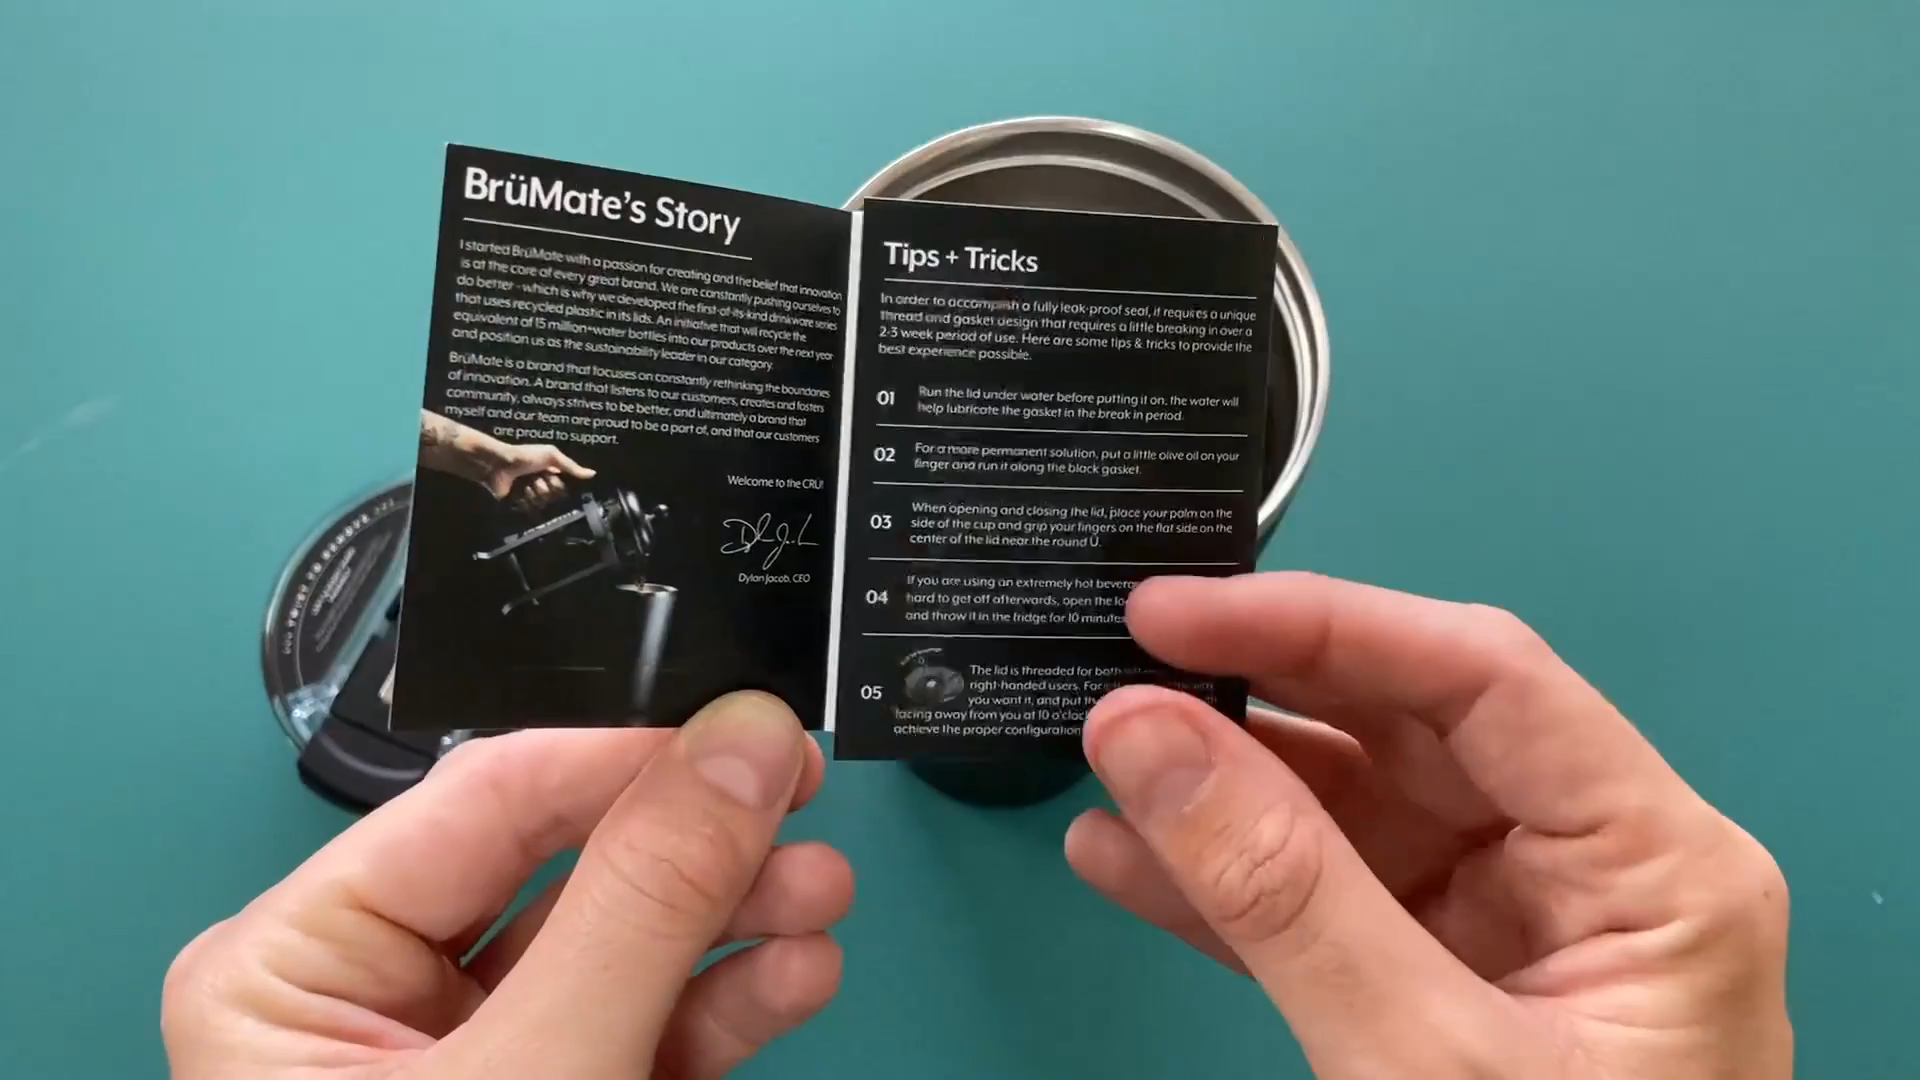 BrüMate's Story
I started BrüMate with a passion for creating and the belief that innovation
is at the core of every great brand. We are constantly pushing ourselves to
do better - which is why we developed the first-of-its-kind drinkware series
that uses recycled plastic in its lids. An initiative that will recycle the
equivalent of 15 million+ water bottles into our products over the next year
and position us as the sustainability leader in our category.
BrüMate is a brand that focuses on constantly rethinking the boundaries
of innovation. A brand that listens to our customers, creates and fosters
community, always strives to be better, and ultimately a brand that
myself and our team are proud to be a part of, and that our customers
are proud to support.
Welcome to the CRÜ!
Dylan Jacob, CEO
Tips + Tricks
In order to accomplish a fully leak-proof seal, it requires a unique
thread and gasket design that requires a little breaking in over a
2-3 week period of use. Here are some tips & tricks to provide the
best experience possible.
01 Run the lid under water before putting it on, the water will
help lubricate the gasket in the break in period.
02 For a more permanent solution, put a little olive oil on your
finger and run it along the black gasket.
03 When opening and closing the lid, place your palm on the
side of the cup and grip your fingers on the flat side on the
center of the lid near the round Ü.
If you are using an extremely hot
04 hard to get off afterwards, open the
and throw it in the fridge for 10 minutes
The lid is threaded for both
05 right-handed users.
you want it, and put
facing away from you at 10
achieve the proper configuration